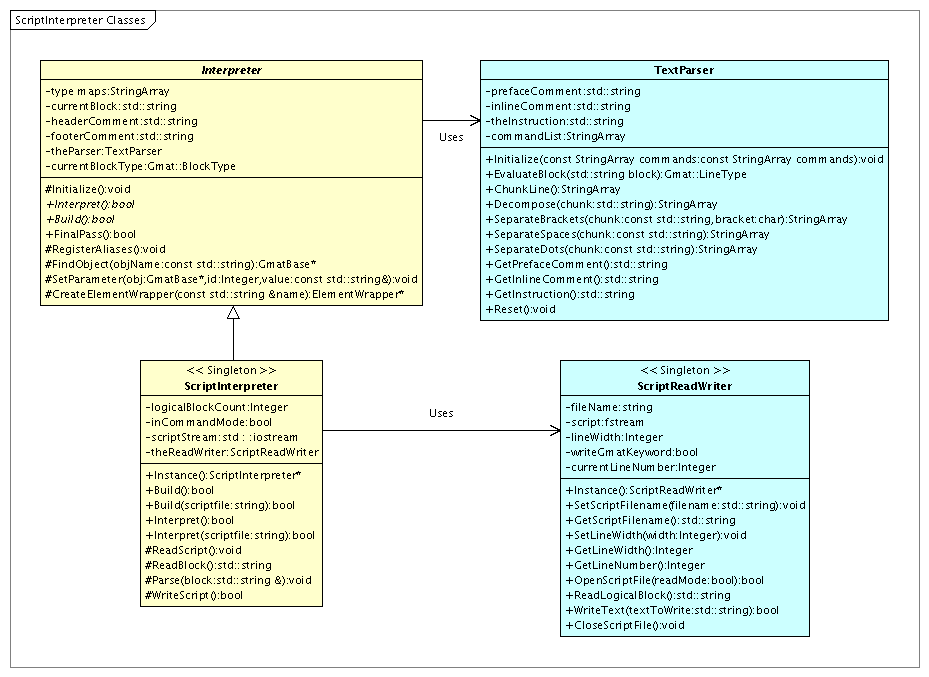 ScriptInterpreter Classes
Interpreter
-type maps:StringArray
-currentBlock:std::string
-headerComment:std::string
-footerComment:std::string
-theParser:TextParser
-currentBlockType:Gmat::BlockType
#Initialize():void
+Interpret():bool
+Build():bool
+FinalPass():bool
#RegisterAliases():void
#FindObject(objName:const std::string):GmatBase*
#SetParameter(obj:GmatBase*,id:Integer,value:const std::string&):void
#CreateElementWrapper(const std::string &name):ElementWrapper*
Uses
TextParser
-prefaceComment:std::string
-inlineComment:std::string
-theInstruction:std::string
-commandList:StringArray
+Initialize(const StringArray commands:const StringArray commands):void
+EvaluateBlock(std::string block):Gmat::LineType
+ChunkLine():StringArray
+Decompose(chunk:std::string):StringArray
+SeparateBrackets(chunk:const std::string,bracket:char):StringArray
+SeparateSpaces(chunk:const std::string):StringArray
+SeparateDots(chunk:const std::string):StringArray
+GetPrefaceComment():std::string
+GetInlineComment():std::string
+GetInstruction():std::string
+Reset():void
<< Singleton >>
ScriptInterpreter
-logicalBlockCount:Integer
-inCommandMode:bool
-scriptStream:std : :iostream
-theReadWriter:ScriptReadWriter
+Instance():ScriptInterpreter*
+Build():bool
+Build(scriptfile:string):bool
+Interpret():bool
+Interpret(scriptfile:string):bool
#ReadScript():void
#ReadBlock():std::string
#Parse(block:std::string &):void
#WriteScript():bool
Uses
<< Singleton >>
ScriptReadWriter
-fileName:string
-script:fstream
-lineWidth:Integer
-writeGmatKeyword:bool
-currentLineNumber:Integer
+Instance():ScriptReadWriter*
+SetScriptFilename(filename:std::string):void
+GetScriptFilename():std::string
+SetLineWidth(width:Integer):void
+GetLineWidth():Integer
+GetLineNumber():Integer
+OpenScriptFile(readMode:bool):bool
+ReadLogicalBlock():std::string
+WriteText(textToWrite:std::string):bool
+CloseScriptFile():void